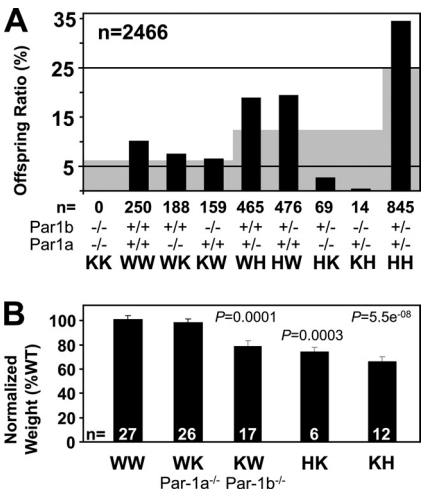 A
n=2466
Offspring Ratio (%)
35
25
15
5
n= 0 250 188 159 465 476 69 14 845
Par1b -/- +/+ +/+ -/- +/+ +/- +/- -/- +/-
Par1a -/- +/+ -/- +/+ +/- +/+ -/- +/- +/-
KK WW WK KW WH HW HK KH HH
B
Normalized
Weight (%WT)
100
80
60
40
20
0
P=0.0001
P=0.0003
P=5.5e-08
n= 27 26 17 6 12
WW WK KW HK KH
Par-1a-/- Par-1b-/-